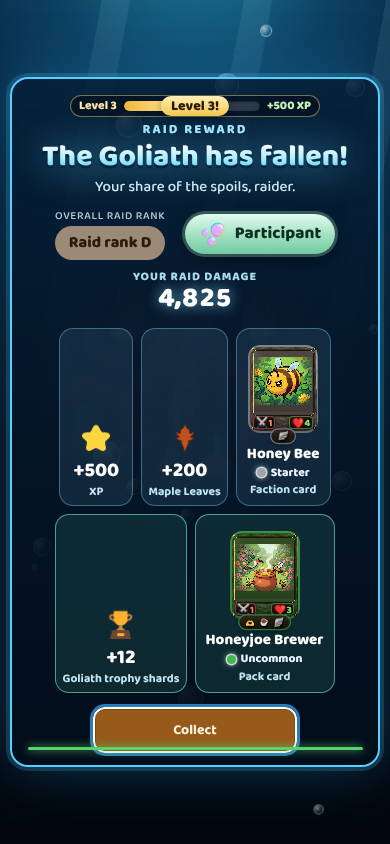 Level 3 Level 3! +500 XP
RAID REWARD
The Goliath has fallen!
Your share of the spoils, raider.
OVERALL RAID RANK
Raid rank D
Participant
YOUR RAID DAMAGE
4,825
+500
XP
+200
Maple Leaves
1 4
Honey Bee
Starter
Faction card
+12
Goliath trophy shards
1 3
Honeyjoe Brewer
Uncommon
Pack card
Collect